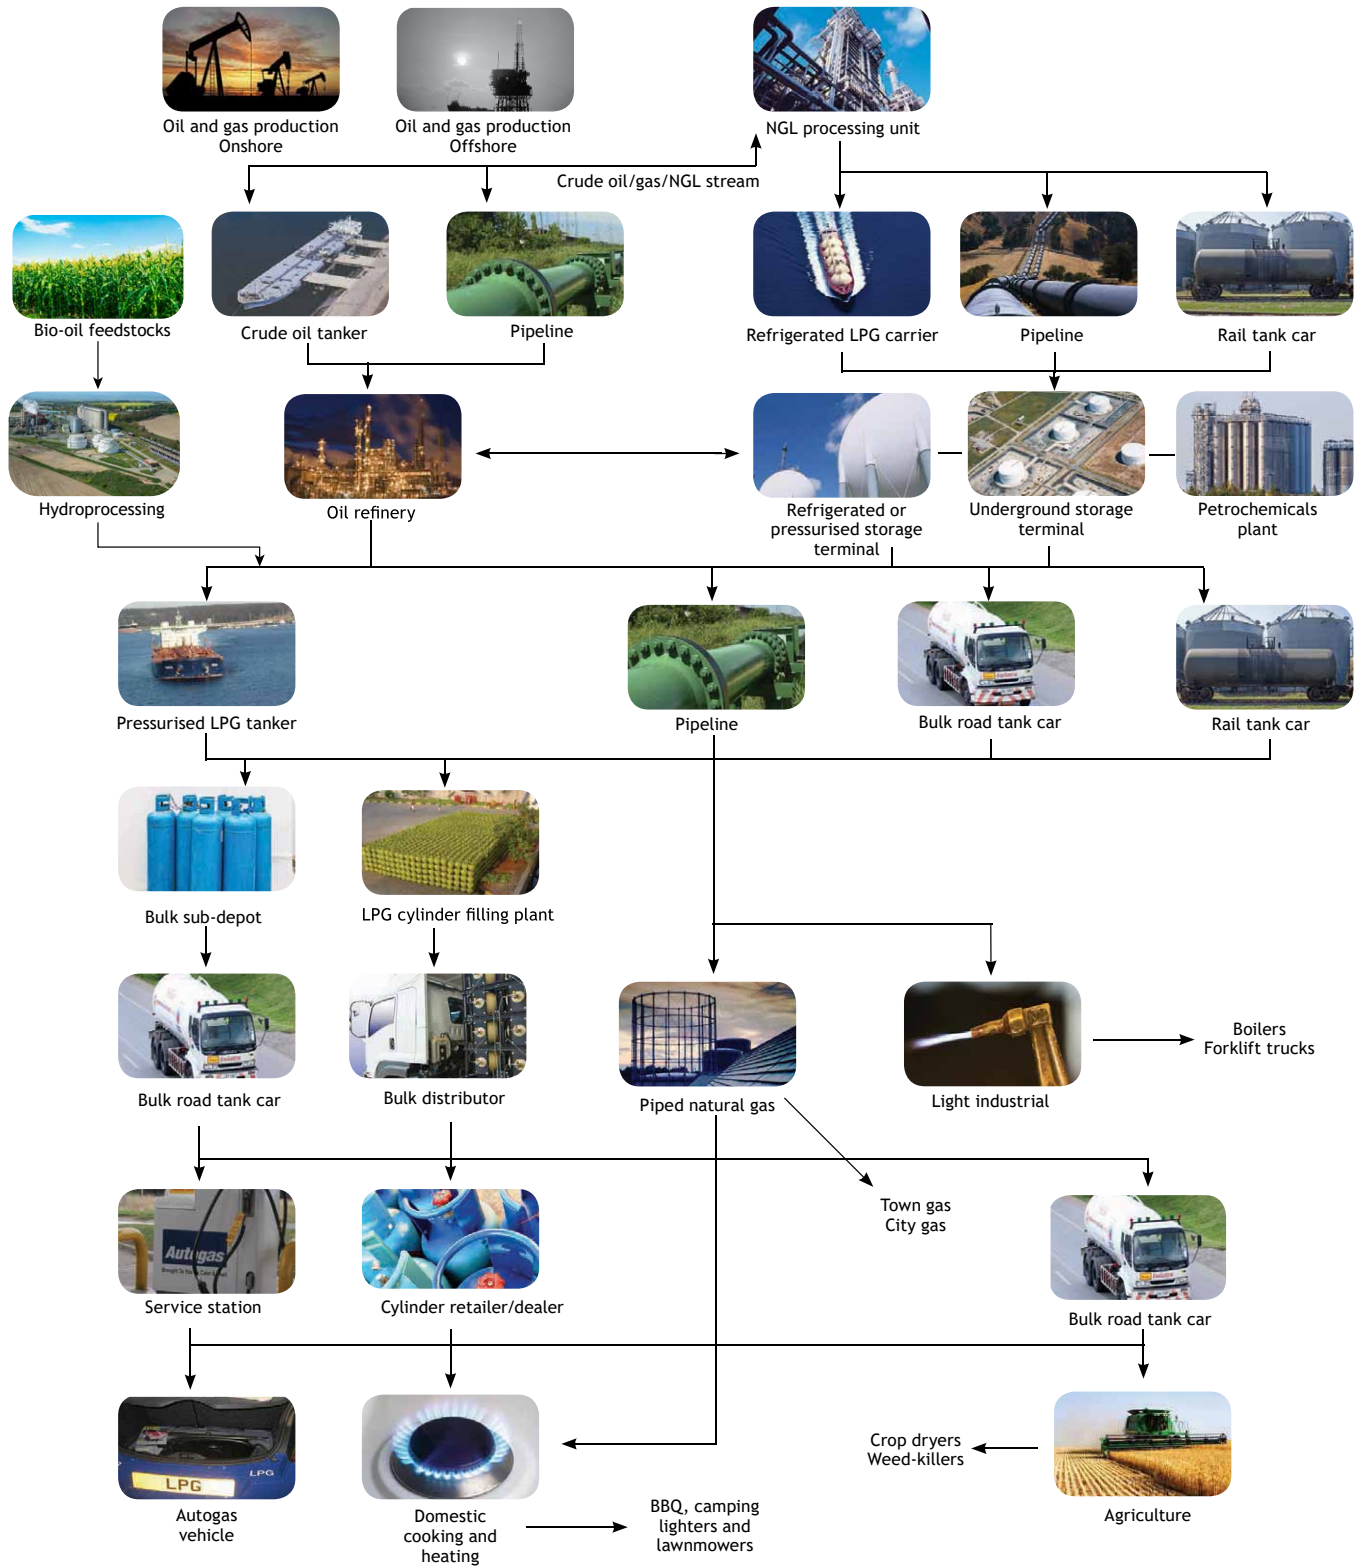 Oil and gas production
Onshore
Oil and gas production
Offshore
NGL processing unit
Crude oil/gas/NGL stream
Bio-oil feedstocks
Crude oil tanker
Pipeline
Refrigerated LPG carrier
Pipeline
Rail tank car
Hydroprocessing
Oil refinery
Refrigerated or
pressurised storage
terminal
Underground storage
terminal
Petrochemicals
plant
Pressurised LPG tanker
Pipeline
Bulk road tank car
Rail tank car
Bulk sub-depot
LPG cylinder filling plant
Bulk road tank car
Bulk distributor
Piped natural gas
Light industrial
Boilers
Forklift trucks
Town gas
City gas
Autogas
Service station
Cylinder retailer/dealer
Bulk road tank car
LPG
LPG
Autogas
vehicle
Domestic
cooking and
heating
BBQ, camping
lighters and
lawnmowers
Crop dryers
Weed-killers
Agriculture